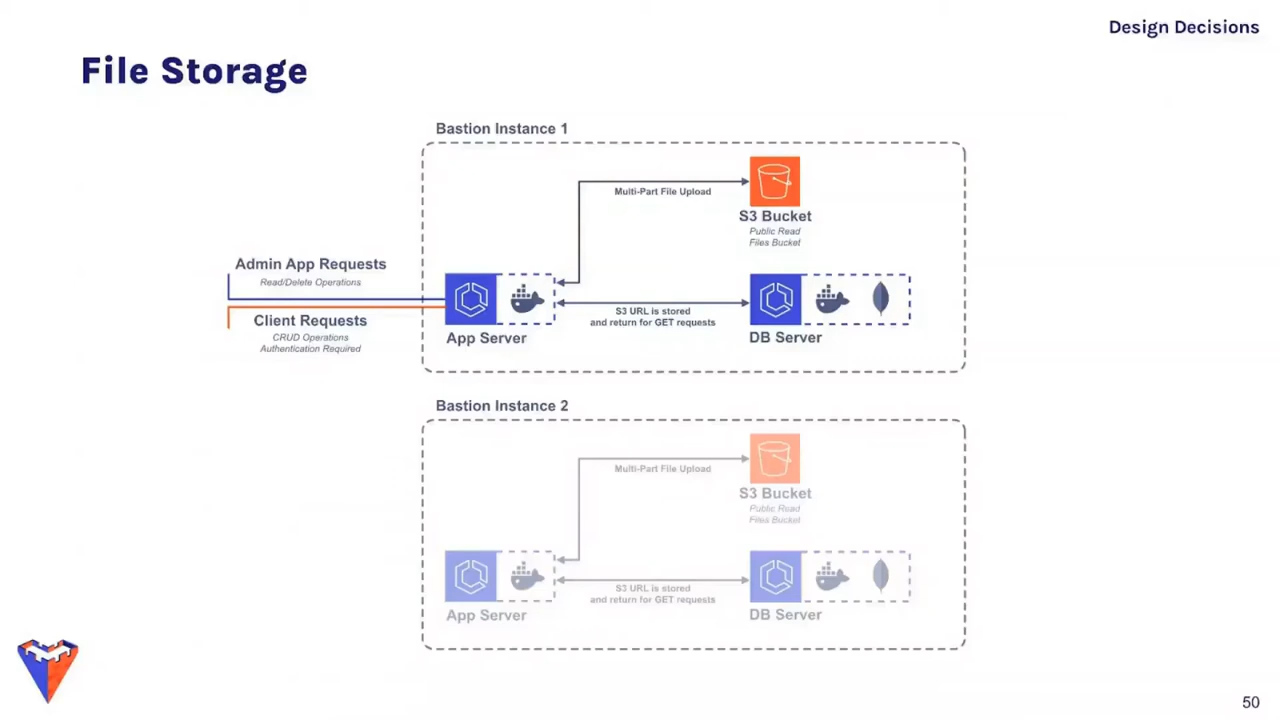 Design Decisions
File Storage
Bastion Instance 1
Multi-Part File Upload
S3 Bucket
Public Read
Files Bucket
Admin App Requests
Read/Delete Operations
Client Requests
CRUD Operations
Authentication Required
App Server
S3 URL is stored
and return for GET requests
DB Server
Bastion Instance 2
Multi-Part File Upload
S3 Bucket
Public Read
Files Bucket
App Server
S3 URL is stored
and return for GET requests
DB Server
50